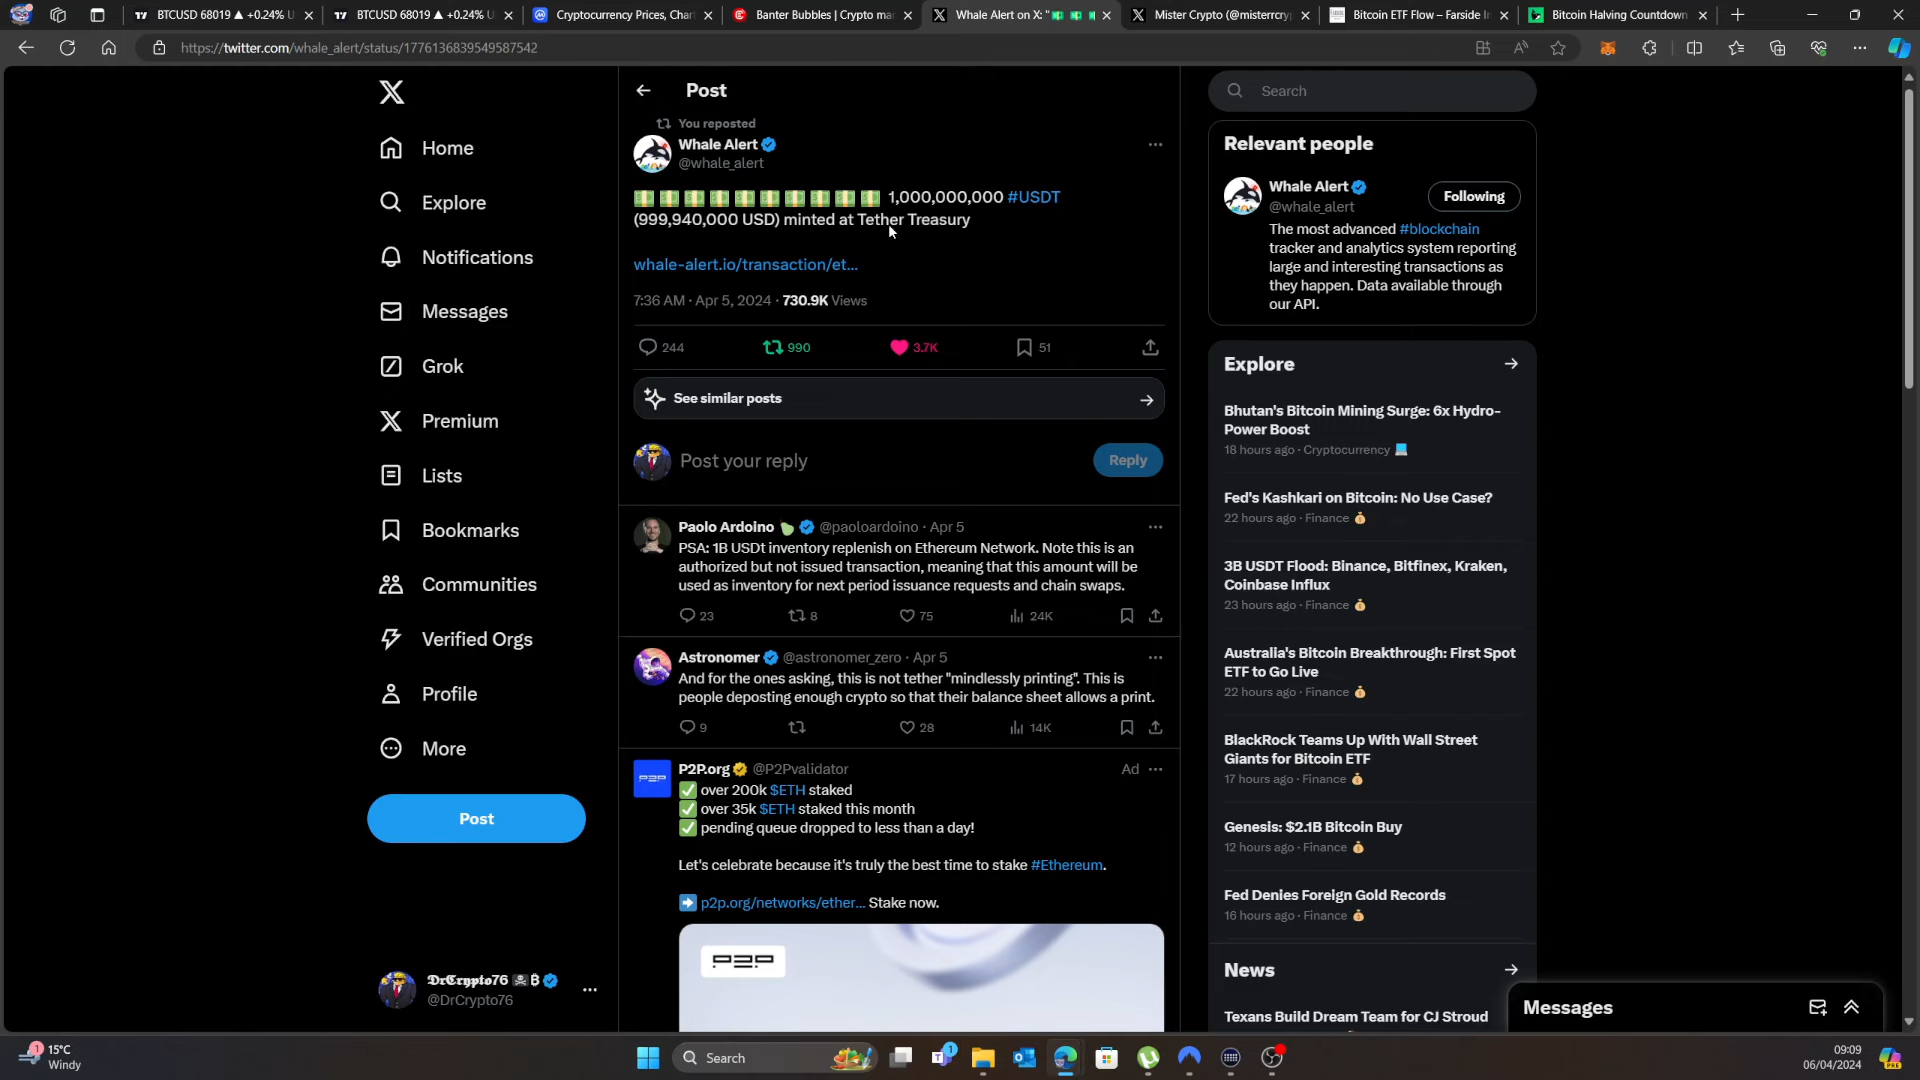 BTCUSD 68019 ▲ +0.24% U
BTCUSD 68019 ▲ +0.24% U
Cryptocurrency Prices, Char
Banter Bubbles | Crypto mar
Whale Alert on X: "💵 💵 💵
Mister Crypto (@misterrcry
Bitcoin ETF Flow – Farside In
Bitcoin Halving Countdown
https://twitter.com/whale_alert/status/1776136839549587542
Home
Explore
Notifications
Messages
Grok
Premium
Lists
Bookmarks
Communities
Verified Orgs
Profile
More
Post
DrCrypto76 ☠️₿
@DrCrypto76
Post
You reposted
Whale Alert
@whale_alert
💵 💵 💵 💵 💵 💵 💵 💵 💵 💵 1,000,000,000 #USDT
(999,940,000 USD) minted at Tether Treasury
whale-alert.io/transaction/et...
7:36 AM · Apr 5, 2024 · 730.9K Views
244 990 3.7K 51
See similar posts
Post your reply
Reply
Paolo Ardoino 🍐 @paoloardoino · Apr 5
PSA: 1B USDt inventory replenish on Ethereum Network. Note this is an
authorized but not issued transaction, meaning that this amount will be
used as inventory for next period issuance requests and chain swaps.
23 8 75 24K
Astronomer @astronomer_zero · Apr 5
And for the ones asking, this is not tether "mindlessly printing". This is
people deposting enough crypto so that their balance sheet allows a print.
9 28 14K
P2P.org @P2Pvalidator Ad
✅ over 200k $ETH staked
✅ over 35k $ETH staked this month
✅ pending queue dropped to less than a day!
Let's celebrate because it's truly the best time to stake #Ethereum.
➡️ p2p.org/networks/ether... Stake now.
P2P
Search
Relevant people
Whale Alert
@whale_alert
Following
The most advanced #blockchain
tracker and analytics system reporting
large and interesting transactions as
they happen. Data available through
our API.
Explore
Bhutan's Bitcoin Mining Surge: 6x Hydro-
Power Boost
18 hours ago · Cryptocurrency
Fed's Kashkari on Bitcoin: No Use Case?
22 hours ago · Finance 💰
3B USDT Flood: Binance, Bitfinex, Kraken,
Coinbase Influx
23 hours ago · Finance 💰
Australia's Bitcoin Breakthrough: First Spot
ETF to Go Live
22 hours ago · Finance 💰
BlackRock Teams Up With Wall Street
Giants for Bitcoin ETF
17 hours ago · Finance 💰
Genesis: $2.1B Bitcoin Buy
12 hours ago · Finance 💰
Fed Denies Foreign Gold Records
16 hours ago · Finance 💰
News
Texans Build Dream Team for CJ Stroud
Messages
1
15°C
Windy
Search
1
09:09
06/04/2024